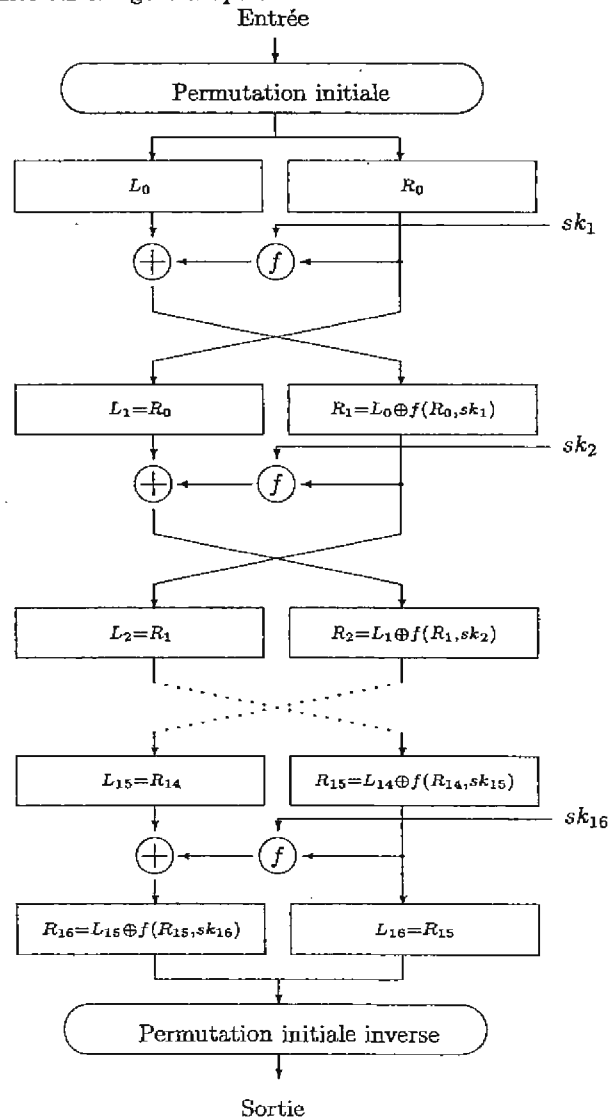 Entrée
Permutation initiale
L₀ R₀
sk₁
+ f
L₁=R₀ R₁=L₀⊕f(R₀,sk₁)
sk₂
+ f
L₂=R₁ R₂=L₁⊕f(R₁,sk₂)
L₁₅=R₁₄ R₁₅=L₁₄⊕f(R₁₄,sk₁₅)
sk₁₆
+ f
R₁₆=L₁₅⊕f(R₁₅,sk₁₆) L₁₆=R₁₅
Permutation initiale inverse
Sortie